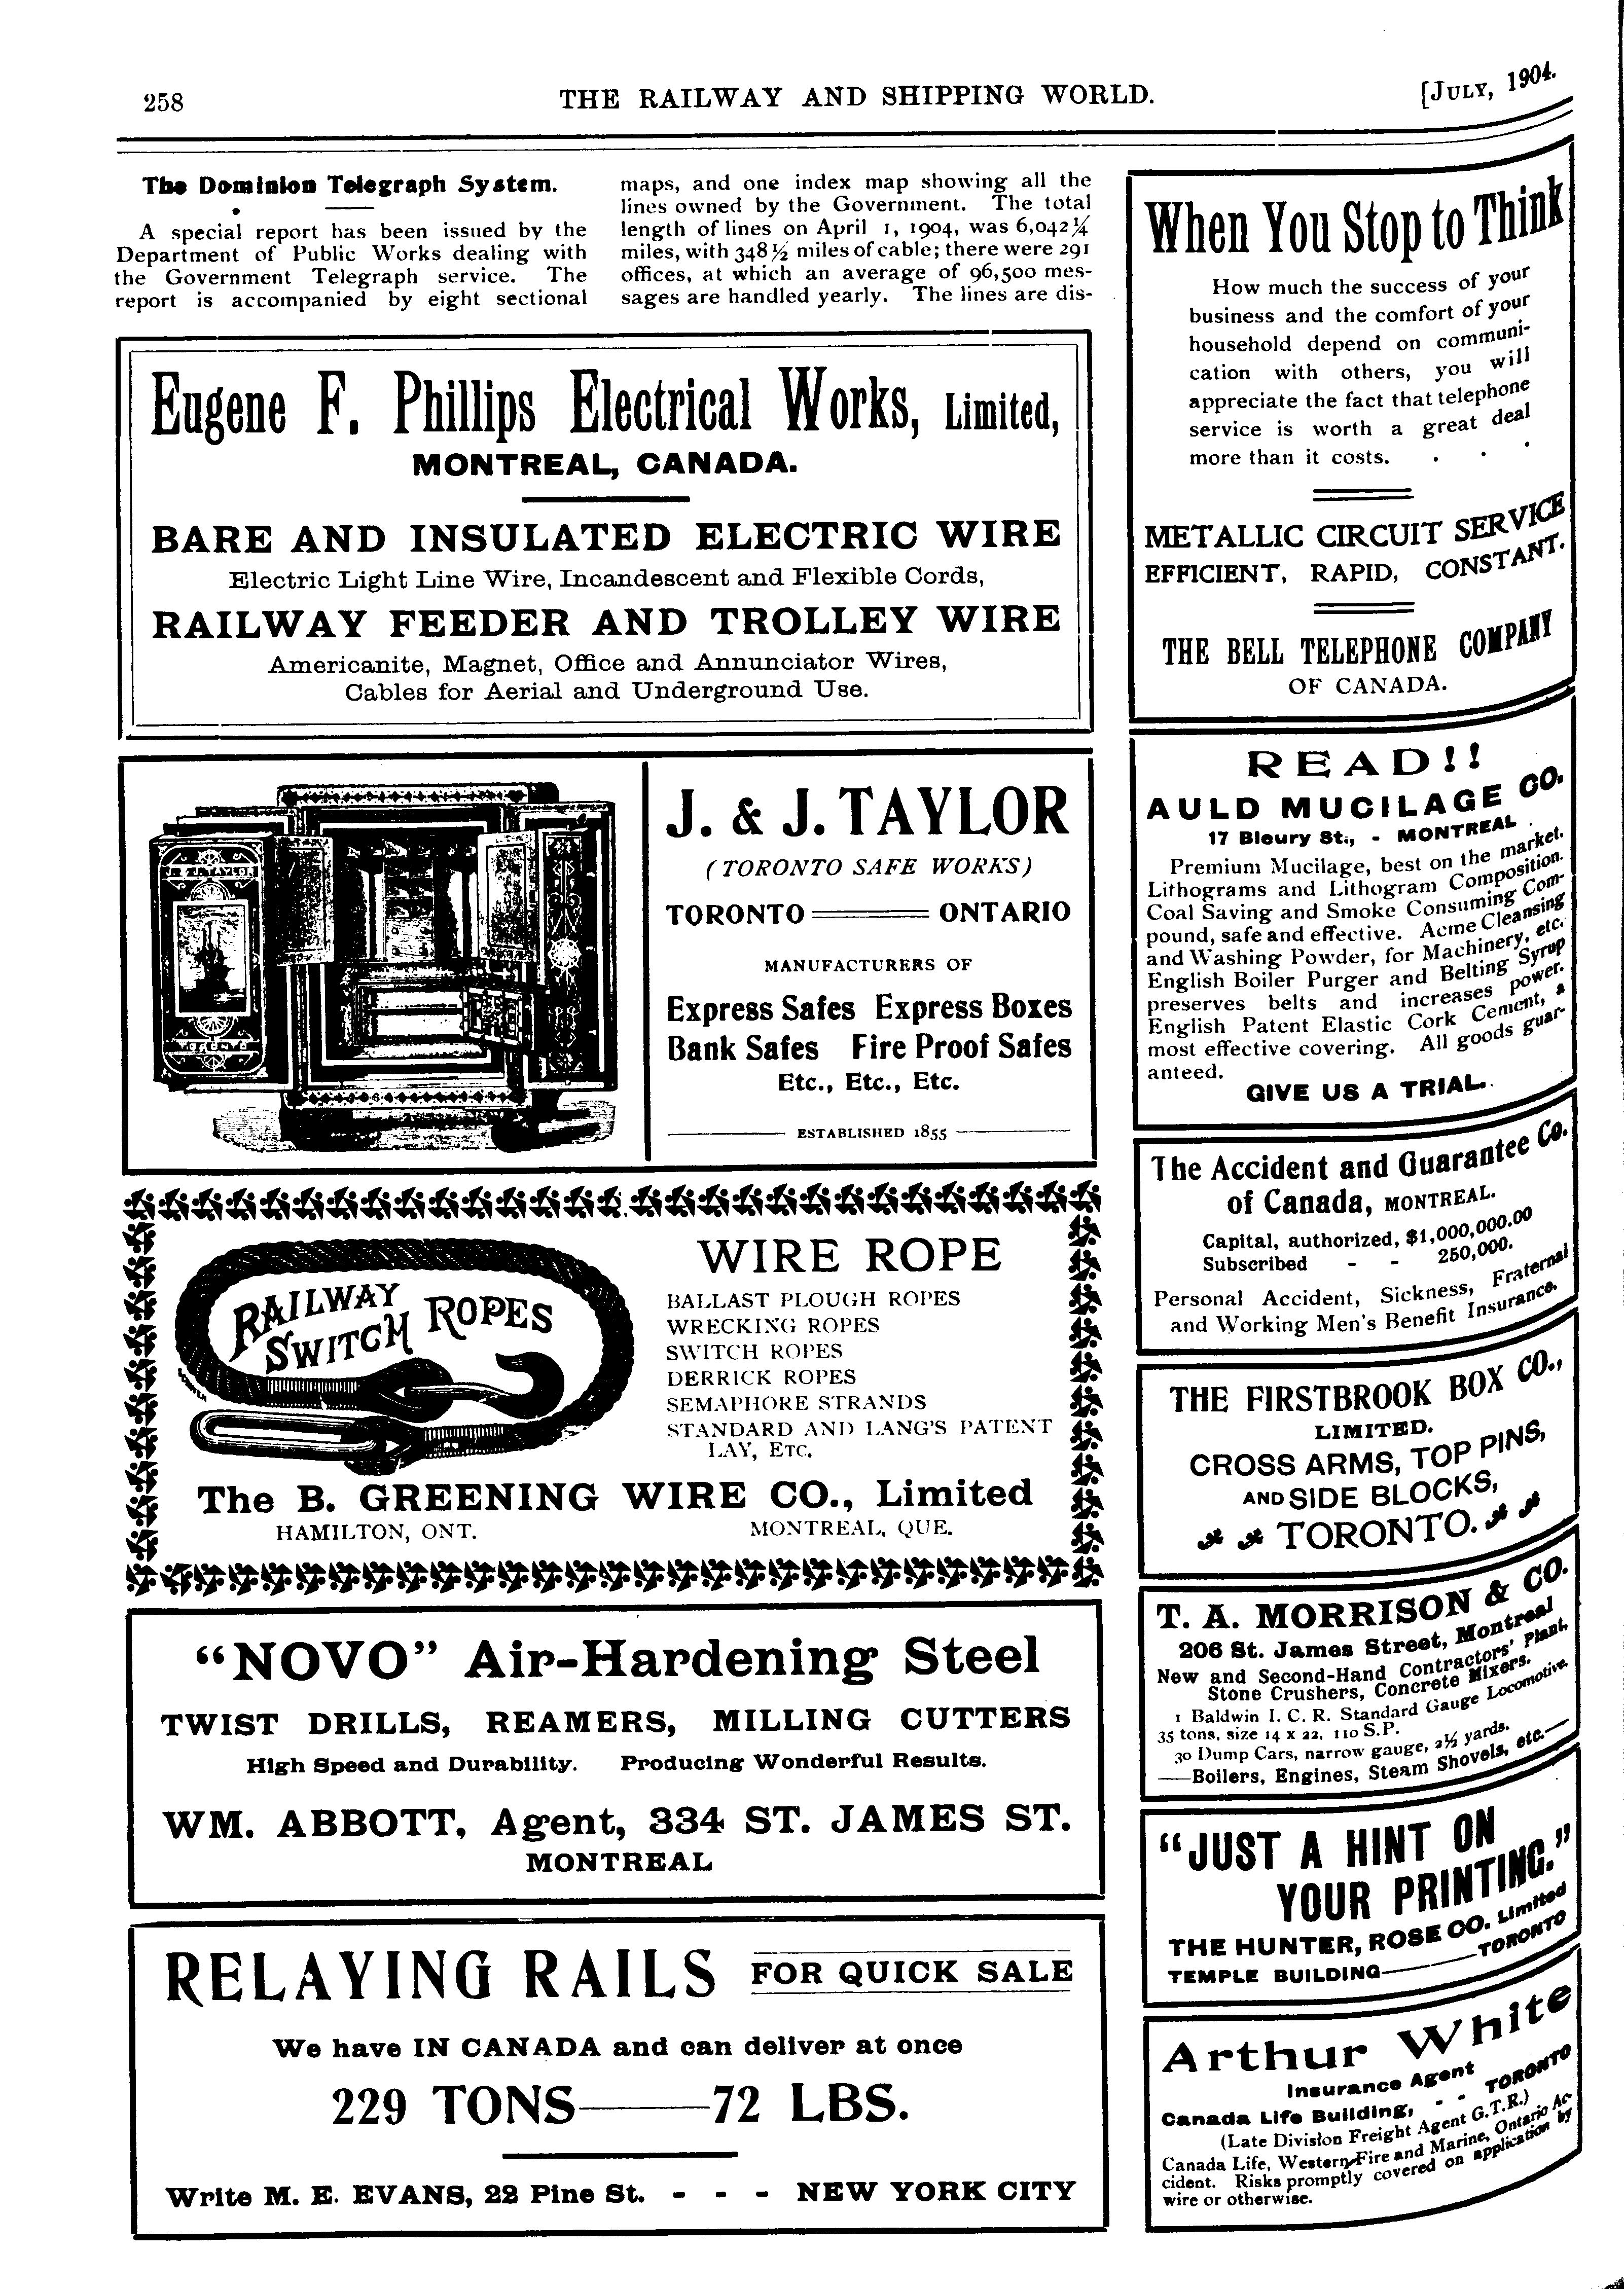 258
THE RAILWAY AND SHIPPING WORLD.
[JULY, 1904.
The Dominion Telegraph System.
A special report has been issued by the
Department of Public Works dealing with
the Government Telegraph service. The
report is accompanied by eight sectional
maps, and one index map showing all the
lines owned by the Government. The total
length of lines on April 1, 1904, was 6,042¼
miles, with 348½ miles of cable; there were 291
offices, at which an average of 96,500 mes-
sages are handled yearly. The lines are dis-
Eugene F. Phillips Electrical Works, Limited,
MONTREAL, CANADA.
BARE AND INSULATED ELECTRIC WIRE
Electric Light Line Wire, Incandescent and Flexible Cords,
RAILWAY FEEDER AND TROLLEY WIRE
Americanite, Magnet, Office and Annunciator Wires,
Cables for Aerial and Underground Use.
J. & J. TAYLOR
TORONTO
J. & J. TAYLOR
(TORONTO SAFE WORKS)
TORONTO ONTARIO
MANUFACTURERS OF
Express Safes Express Boxes
Bank Safes Fire Proof Safes
Etc., Etc., Etc.
ESTABLISHED 1855
RAILWAY
SWITCH ROPES
WIRE ROPE
BALLAST PLOUGH ROPES
WRECKING ROPES
SWITCH ROPES
DERRICK ROPES
SEMAPHORE STRANDS
STANDARD AND LANG'S PATENT
LAY, ETC.
The B. GREENING WIRE CO., Limited
HAMILTON, ONT. MONTREAL, QUE.
"NOVO" Air-Hardening Steel
TWIST DRILLS, REAMERS, MILLING CUTTERS
High Speed and Durability. Producing Wonderful Results.
WM. ABBOTT, Agent, 334 ST. JAMES ST.
MONTREAL
RELAYING RAILS FOR QUICK SALE
We have IN CANADA and can deliver at once
229 TONS——72 LBS.
Write M. E. EVANS, 22 Pine St. - - - NEW YORK CITY
When You Stop to Think
How much the success of your
business and the comfort of your
household depend on communi-
cation with others, you will
appreciate the fact that telephone
service is worth a great deal
more than it costs. . . .
METALLIC CIRCUIT SERVICE
EFFICIENT, RAPID, CONSTANT.
THE BELL TELEPHONE COMPANY
OF CANADA.
READ!!
AULD MUCILAGE CO.
17 Bleury St., - MONTREAL.
Premium Mucilage, best on the market.
Lithograms and Lithogram Composition.
Coal Saving and Smoke Consuming Com-
pound, safe and effective. Acme Cleansing
and Washing Powder, for Machinery, etc.
English Boiler Purger and Belting Syrup
preserves belts and increases power.
English Patent Elastic Cork Cement, a
most effective covering. All goods guar-
anteed.
GIVE US A TRIAL.
The Accident and Guarantee Co.
of Canada, MONTREAL.
Capital, authorized, $1,000,000.00
Subscribed - - 250,000.
Personal Accident, Sickness, Fraternal
and Working Men's Benefit Insurance.
THE FIRSTBROOK BOX CO.,
LIMITED.
CROSS ARMS, TOP PINS,
AND SIDE BLOCKS,
TORONTO.
T. A. MORRISON & CO.
206 St. James Street, Montreal
New and Second-Hand Contractors' Plant,
Stone Crushers, Concrete Mixers.
1 Baldwin I. C. R. Standard Gauge Locomotive,
35 tons, size 14 x 22, 110 S.P.
30 Dump Cars, narrow gauge, 2½ yards.
—Boilers, Engines, Steam Shovels, etc.—
"JUST A HINT ON
YOUR PRINTING."
THE HUNTER, ROSE CO. Limited
TEMPLE BUILDING——TORONTO
Arthur White
Insurance Agent
Canada Life Building, - - TORONTO
(Late Division Freight Agent G.T.R.)
Canada Life, Western Fire and Marine, Ontario Ac-
cident. Risks promptly covered on application by
wire or otherwise.